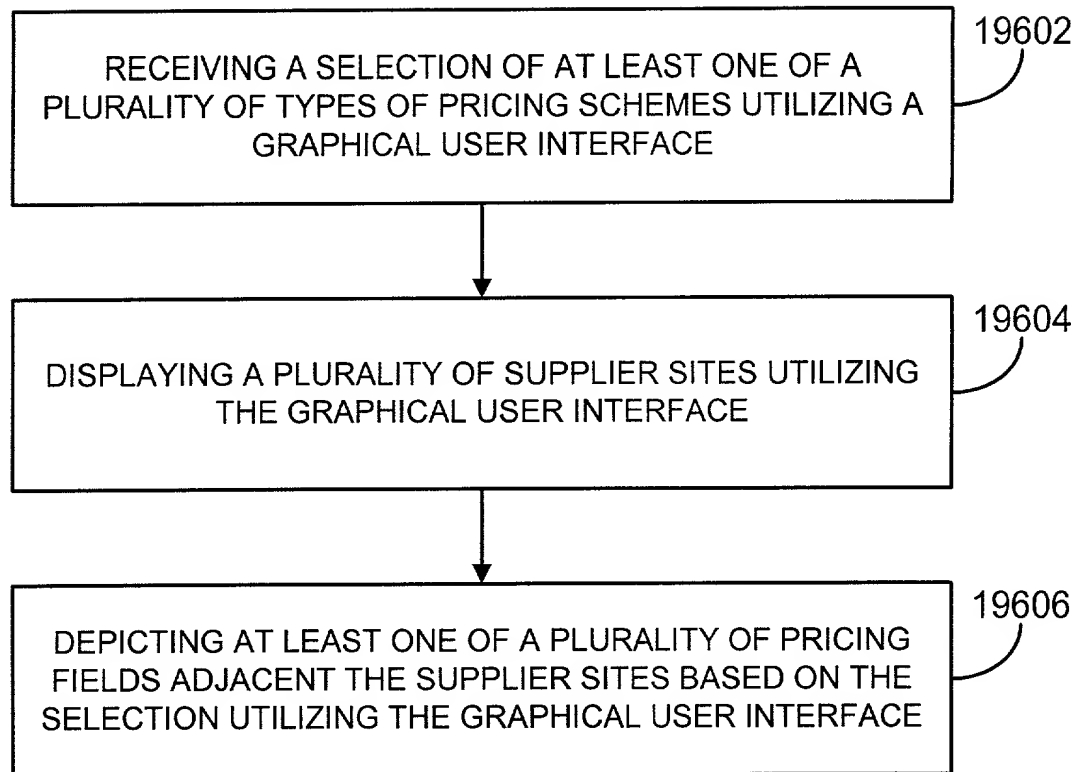 19602
RECEIVING A SELECTION OF AT LEAST ONE OF A
PLURALITY OF TYPES OF PRICING SCHEMES UTILIZING A
GRAPHICAL USER INTERFACE
19604
DISPLAYING A PLURALITY OF SUPPLIER SITES UTILIZING
THE GRAPHICAL USER INTERFACE
19606
DEPICTING AT LEAST ONE OF A PLURALITY OF PRICING
FIELDS ADJACENT THE SUPPLIER SITES BASED ON THE
SELECTION UTILIZING THE GRAPHICAL USER INTERFACE